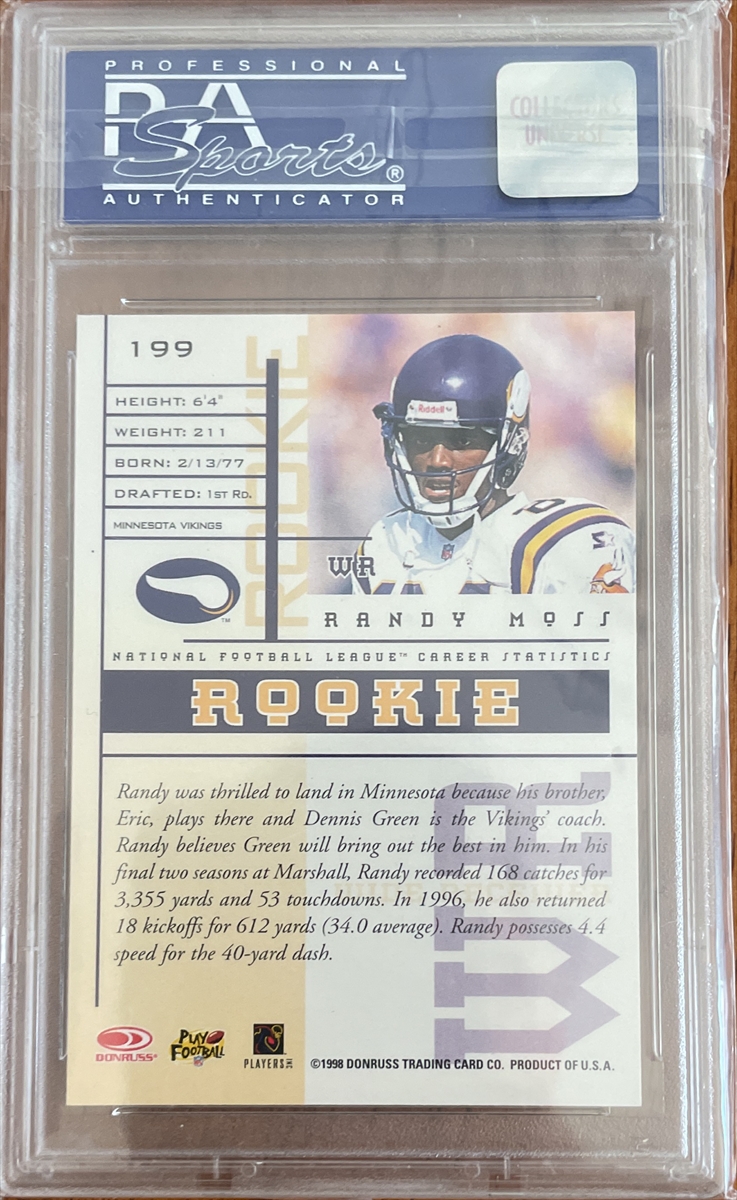 PROFESSIONAL
PSA
Sports®
AUTHENTICATOR
COLLECTORS
UNIVERSE
199
ROOKIE
HEIGHT: 6'4"
WEIGHT: 211
BORN: 2/13/77
DRAFTED: 1ST RD.
MINNESOTA VIKINGS
TM
Riddell
WR
RANDY MOSS
NATIONAL FOOTBALL LEAGUE™ CAREER STATISTICS
ROOKIE
Randy was thrilled to land in Minnesota because his brother,
Eric, plays there and Dennis Green is the Vikings' coach.
Randy believes Green will bring out the best in him. In his
final two seasons at Marshall, Randy recorded 168 catches for
3,355 yards and 53 touchdowns. In 1996, he also returned
18 kickoffs for 612 yards (34.0 average). Randy possesses 4.4
speed for the 40-yard dash.
WIDE RECEIVER
WR
DONRUSS®
PLAY
FOOTBALL
PLAYERS INC
©1998 DONRUSS TRADING CARD CO. PRODUCT OF U.S.A.